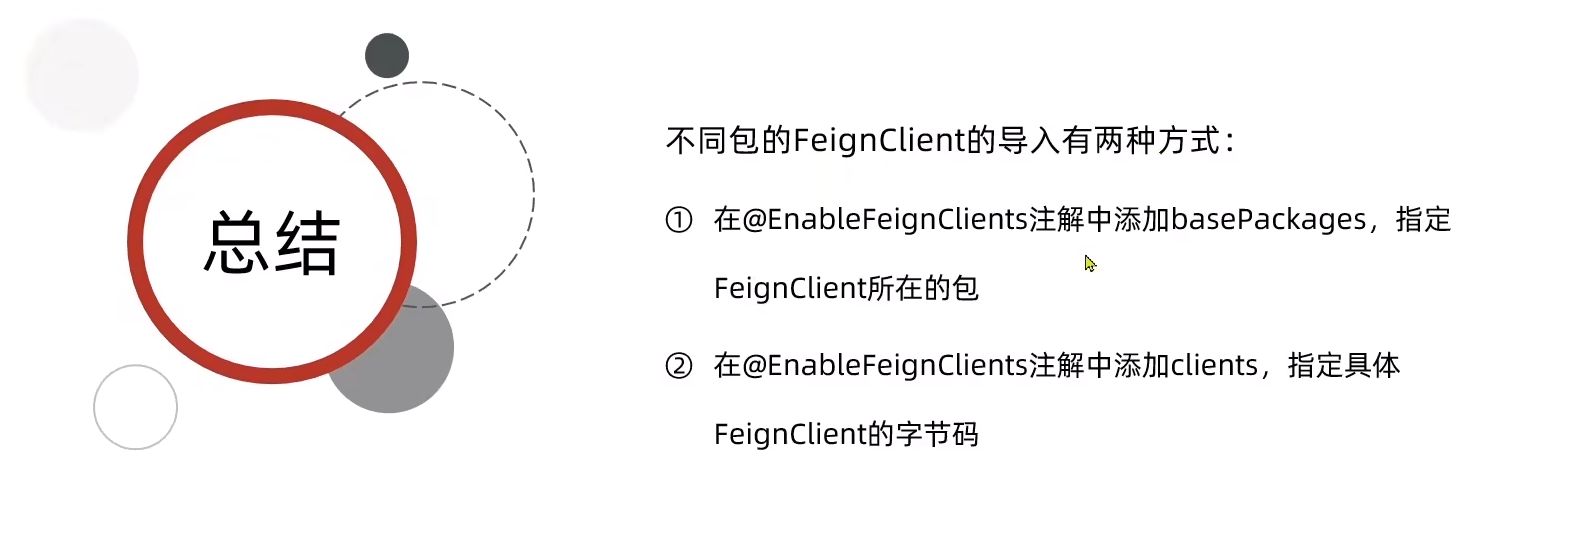 总结
不同包的FeignClient的导入有两种方式：
① 在@EnableFeignClients注解中添加basePackages，指定
FeignClient所在的包
② 在@EnableFeignClients注解中添加clients，指定具体
FeignClient的字节码